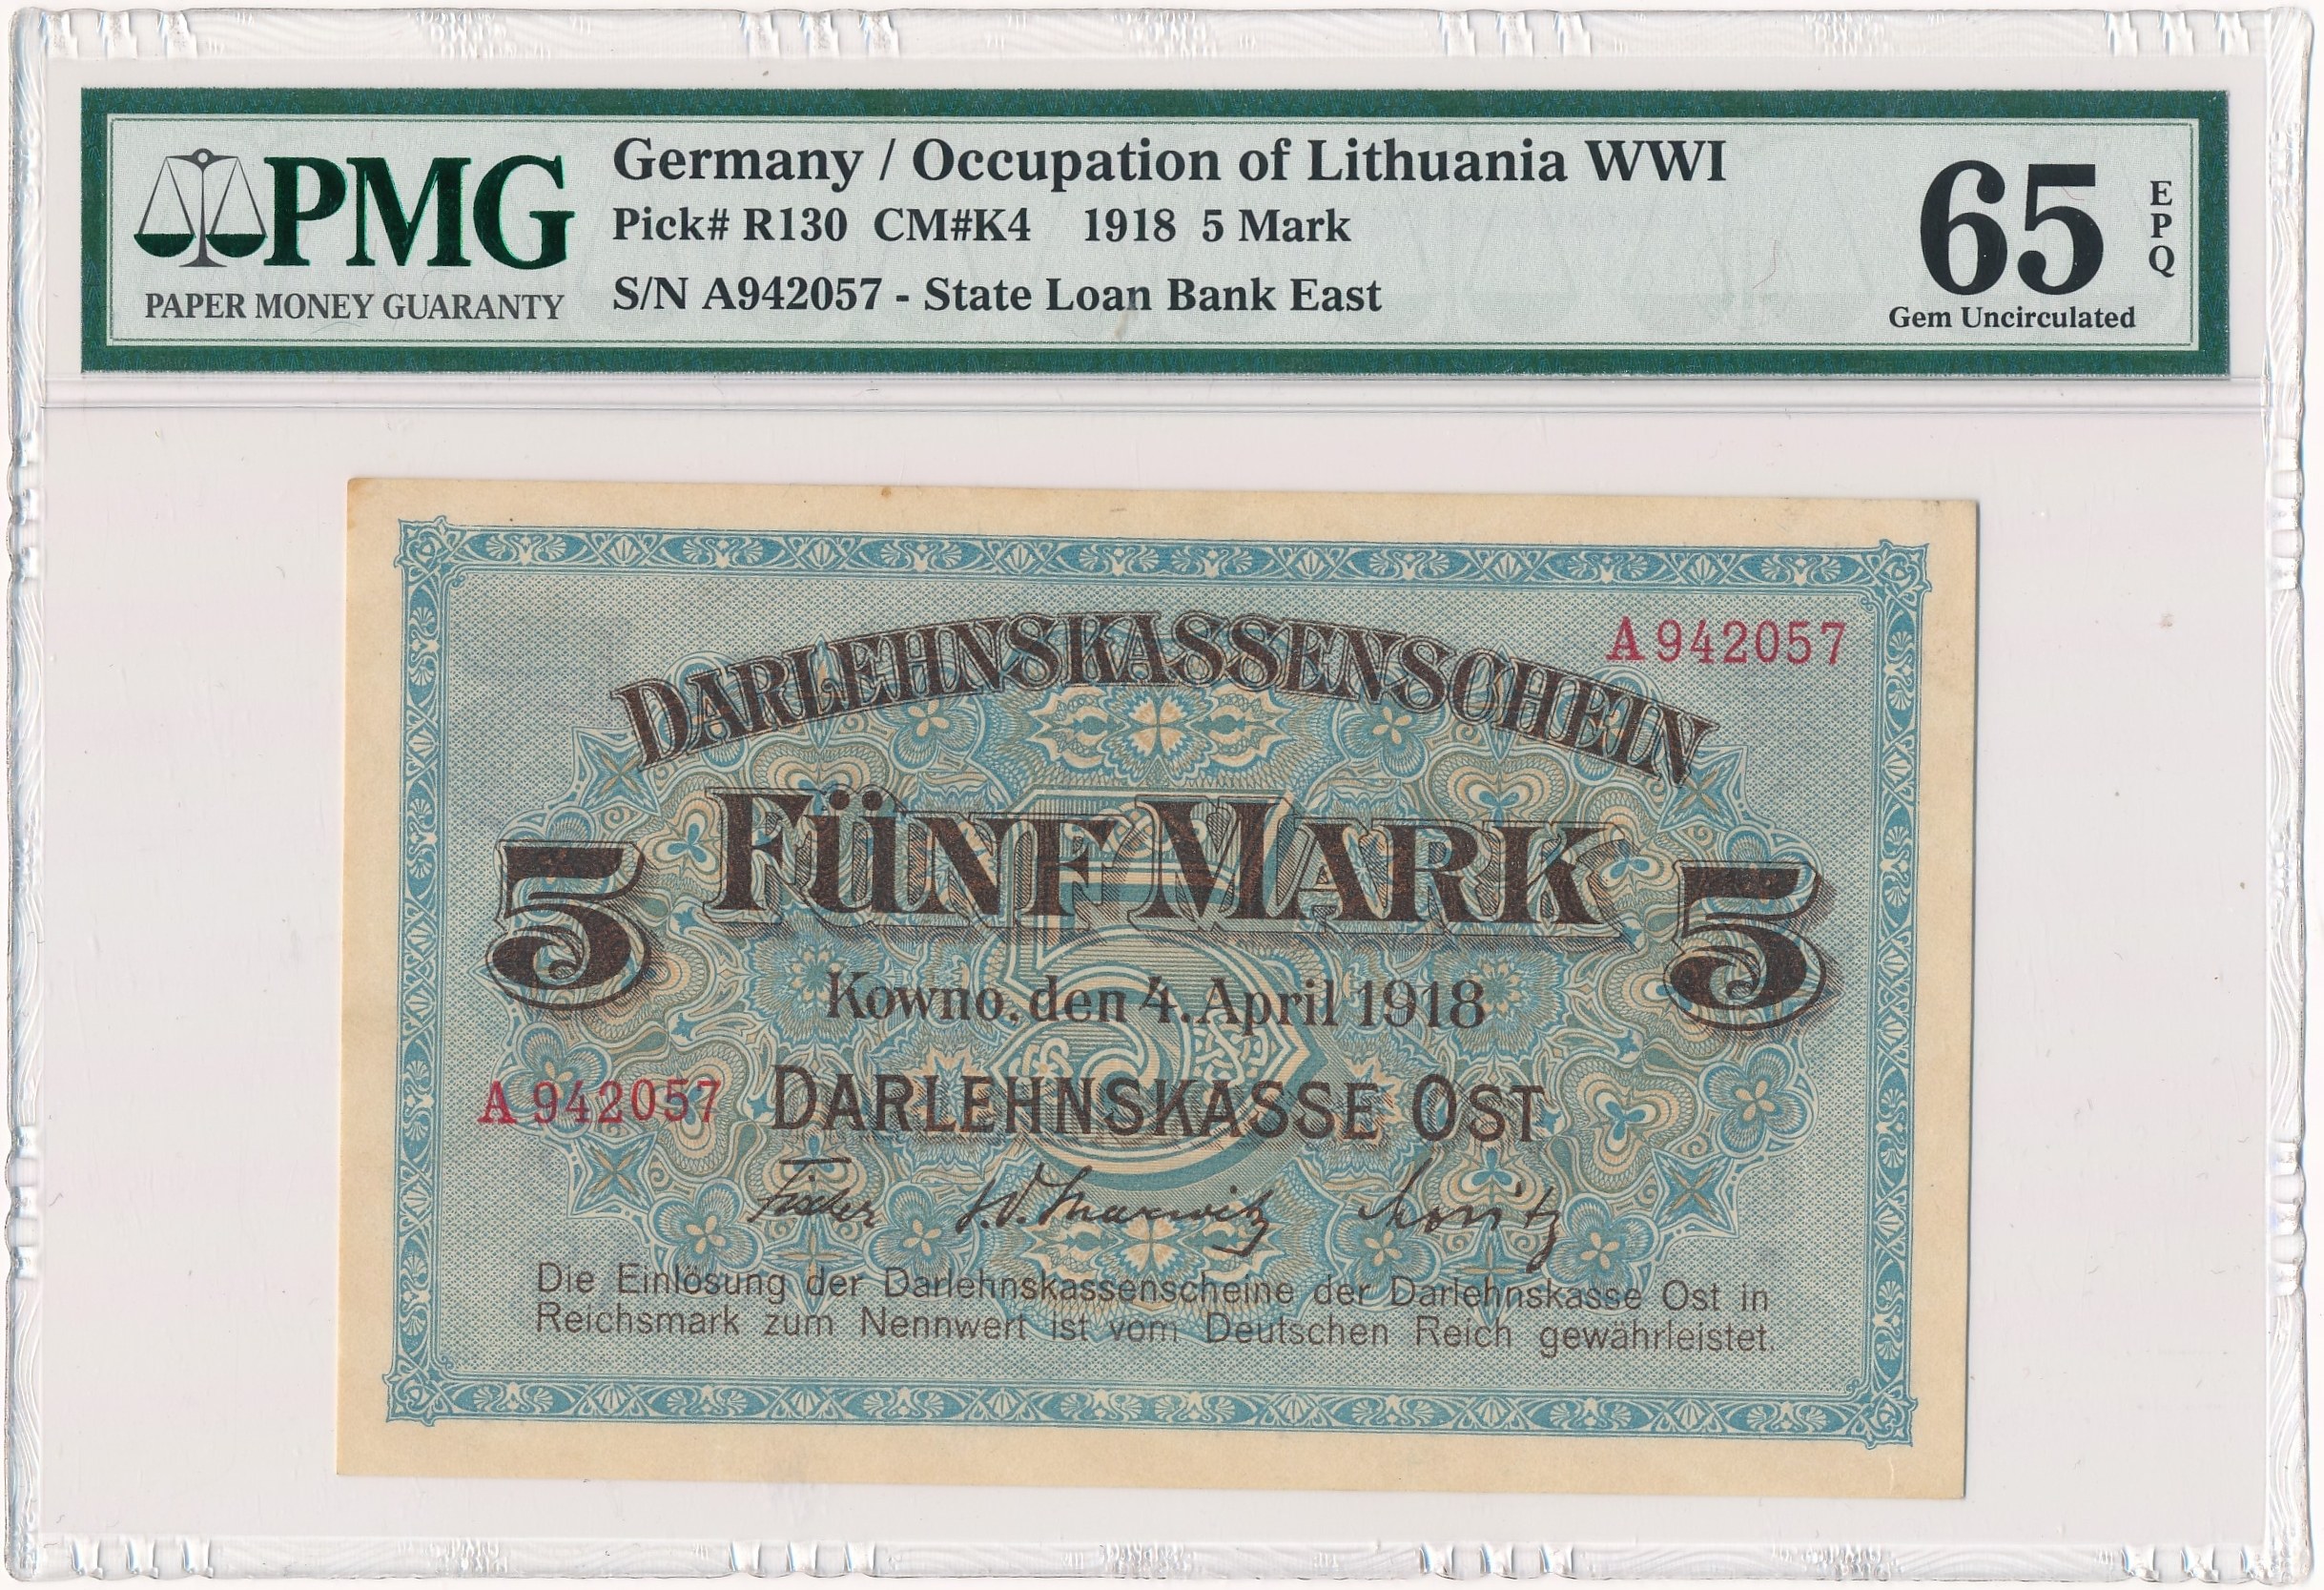 PMG
PAPER MONEY GUARANTY
Germany / Occupation of Lithuania WWI
Pick# R130 CM#K4 1918 5 Mark
S/N A942057 - State Loan Bank East
65
EPQ
Gem Uncirculated
A 942057
DARLEHNSKASSENSCHEIN
5 FÜNF MARK 5
Kowno, den 4. April 1918
A 942057 DARLEHNSKASSE OST
Fischer
Die Einlösung der Darlehnskassenscheine der Darlehnskasse Ost in
Reichsmark zum Nennwert ist vom Deutschen Reich gewährleistet.